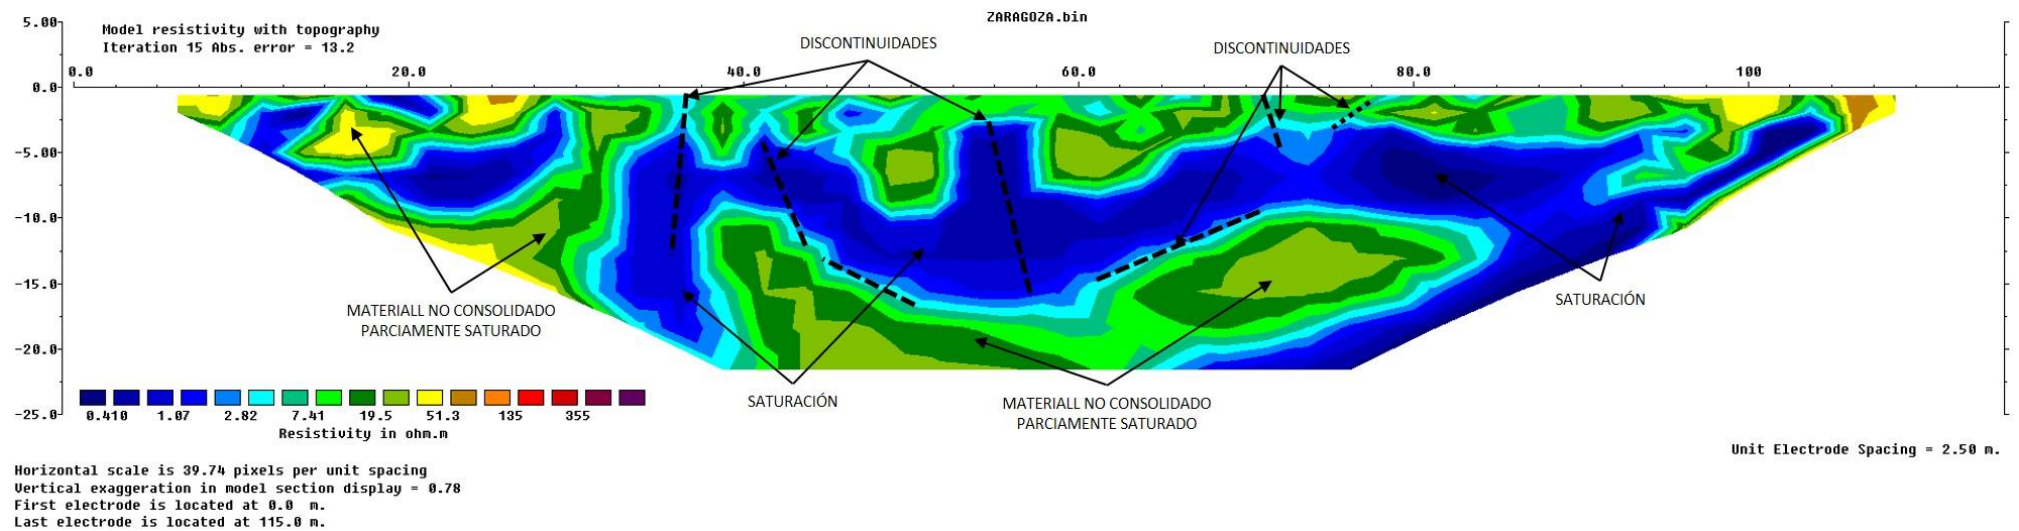 ZARAGOZA.bin
5.00
Model resistivity with topography
Iteration 15 Abs. error = 13.2
DISCONTINUIDADES
DISCONTINUIDADES
0.0 20.0 40.0 60.0 80.0 100
0.0
-5.00
-10.0
-15.0
-20.0
-25.0
MATERIALL NO CONSOLIDADO
PARCIAMENTE SATURADO
SATURACIÓN
SATURACIÓN
MATERIALL NO CONSOLIDADO
PARCIAMENTE SATURADO
0.410 1.07 2.82 7.41 19.5 51.3 135 355
Resistivity in ohm.m
Unit Electrode Spacing = 2.50 m.
Horizontal scale is 39.74 pixels per unit spacing
Vertical exaggeration in model section display = 0.78
First electrode is located at 0.0 m.
Last electrode is located at 115.0 m.